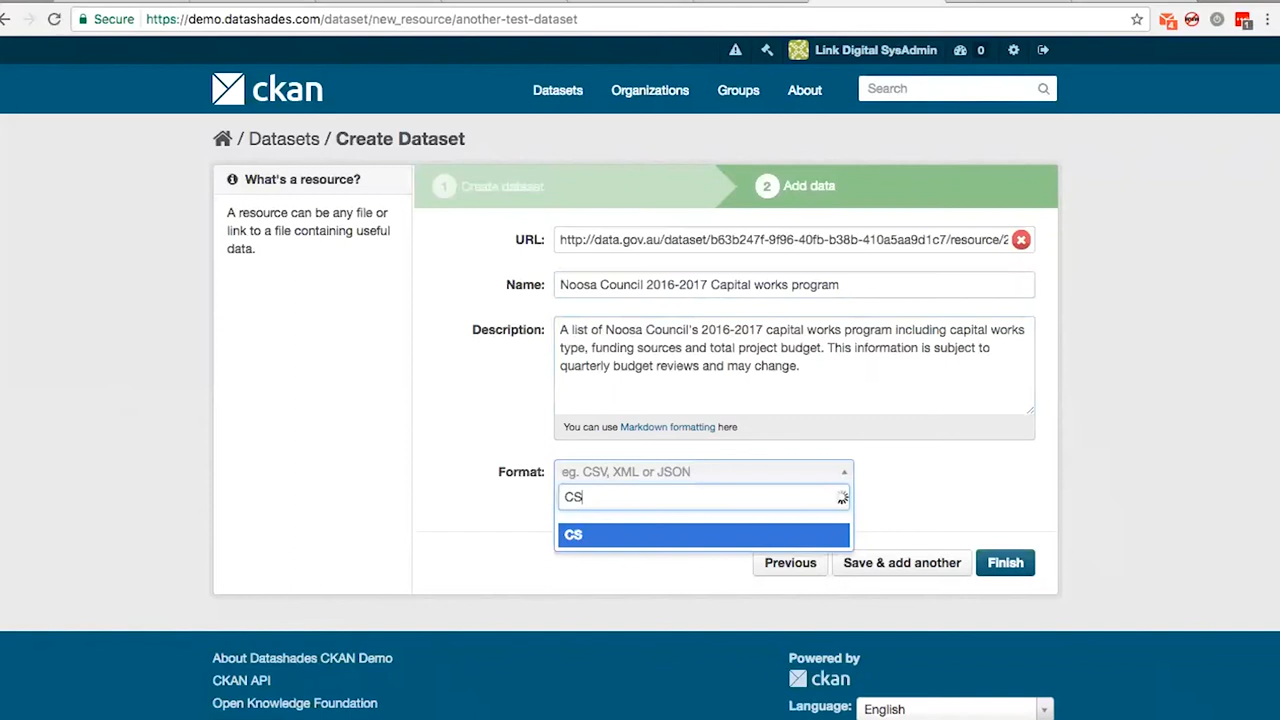 Secure https://demo.datashades.com/dataset/new_resource/another-test-dataset
4
1
Link Digital SysAdmin 0
ckan
Datasets Organizations Groups About Search
/ Datasets / Create Dataset
What's a resource?
A resource can be any file or
link to a file containing useful
data.
1 Create dataset 2 Add data
URL: http://data.gov.au/dataset/b63b247f-9f96-40fb-b38b-410a5aa9d1c7/resource/2
Name: Noosa Council 2016-2017 Capital works program
Description: A list of Noosa Council's 2016-2017 capital works program including capital works
type, funding sources and total project budget. This information is subject to
quarterly budget reviews and may change.
You can use Markdown formatting here
Format: eg. CSV, XML or JSON
CS
CS
Previous Save & add another Finish
About Datashades CKAN Demo
CKAN API
Open Knowledge Foundation
Powered by
ckan
Language: English